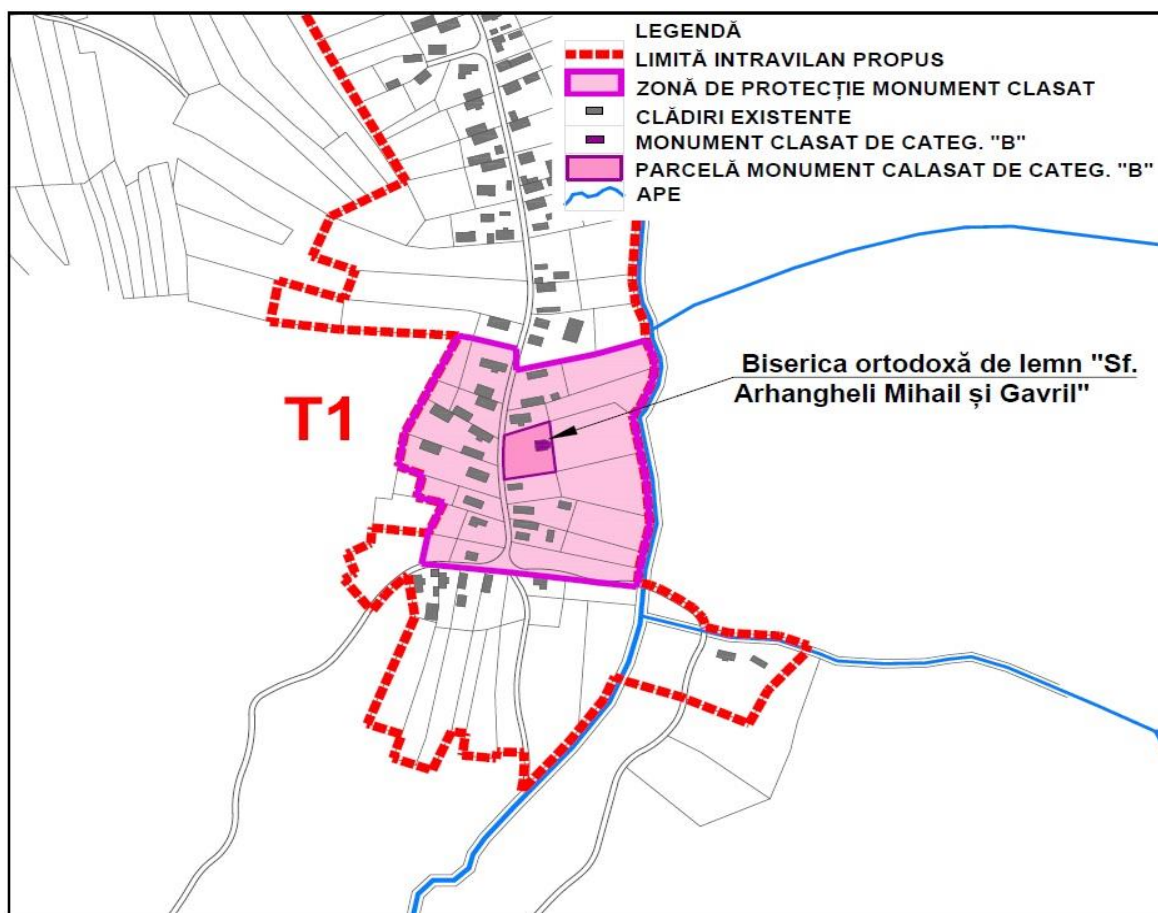 LEGENDĂ
LIMITĂ INTRAVILAN PROPUS
ZONĂ DE PROTECȚIE MONUMENT CLASAT
CLĂDIRI EXISTENTE
MONUMENT CLASAT DE CATEG. "B"
PARCELĂ MONUMENT CALASAT DE CATEG. "B"
APE
Biserica ortodoxă de lemn "Sf.
Arhangheli Mihail și Gavril"
T1